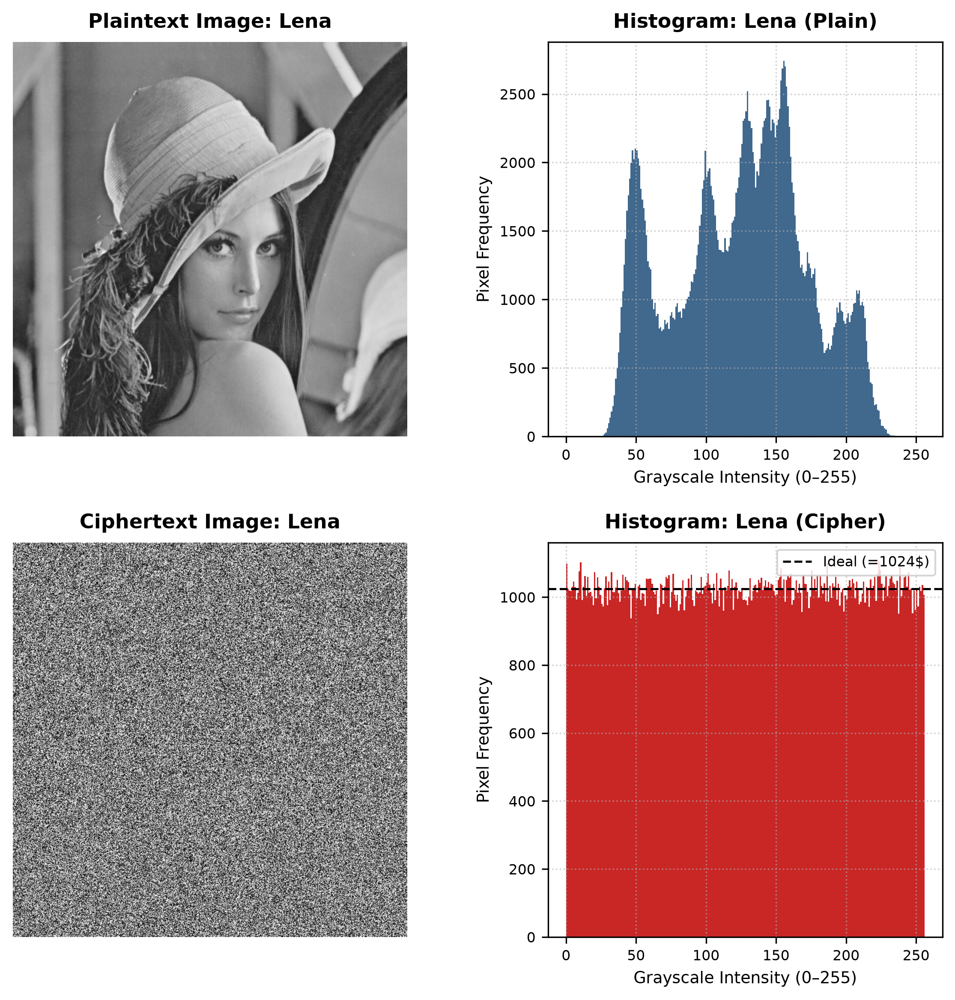 Plaintext Image: Lena
Histogram: Lena (Plain)
Pixel Frequency
2500
2000
1500
1000
500
0
0 50 100 150 200 250
Grayscale Intensity (0–255)
Ciphertext Image: Lena
Histogram: Lena (Cipher)
Ideal (=1024$)
Pixel Frequency
1000
800
600
400
200
0
0 50 100 150 200 250
Grayscale Intensity (0–255)